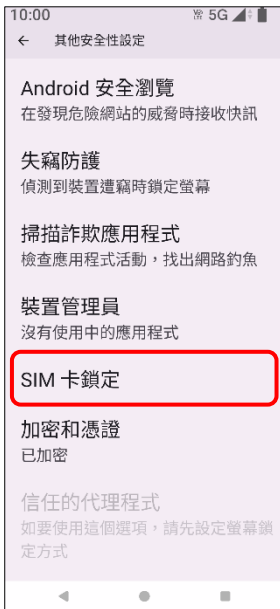 10:00 5G
← 其他安全性設定
Android 安全瀏覽
在發現危險網站的威脅時接收快訊
失竊防護
偵測到裝置遭竊時鎖定螢幕
掃描詐欺應用程式
檢查應用程式活動，找出網路釣魚
裝置管理員
沒有使用中的應用程式
SIM 卡鎖定
加密和憑證
已加密
信任的代理程式
如要使用這個選項，請先設定螢幕鎖
定方式